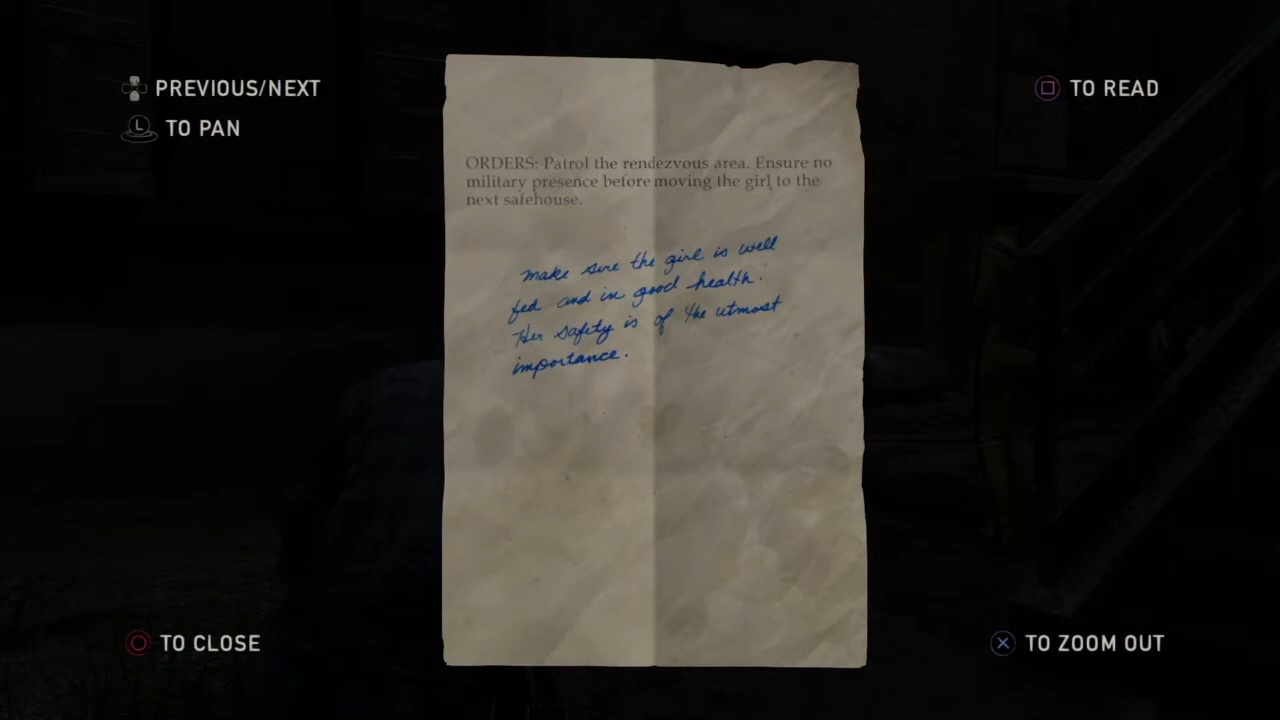 PREVIOUS/NEXT
TO PAN
TO READ
ORDERS: Patrol the rendezvous area. Ensure no
military presence before moving the girl to the
next safehouse.
Make sure the girl is well
fed and in good health.
Her safety is of the utmost
importance.
TO CLOSE
TO ZOOM OUT